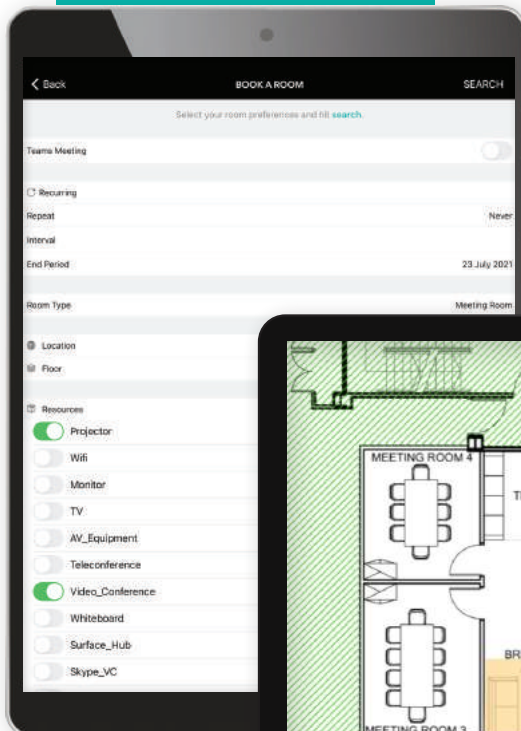 Back
BOOK A ROOM
SEARCH
Select your room preferences and hit search.
Teams Meeting
Recurring
Repeat
Never
Interval
End Period
23 July 2021
Room Type
Meeting Room
Location
Floor
Resources
Projector
Wifi
Monitor
TV
AV_Equipment
Teleconference
Video_Conference
Whiteboard
Surface_Hub
Skype_VC
MEETING ROOM 4
MEETING ROOM 3